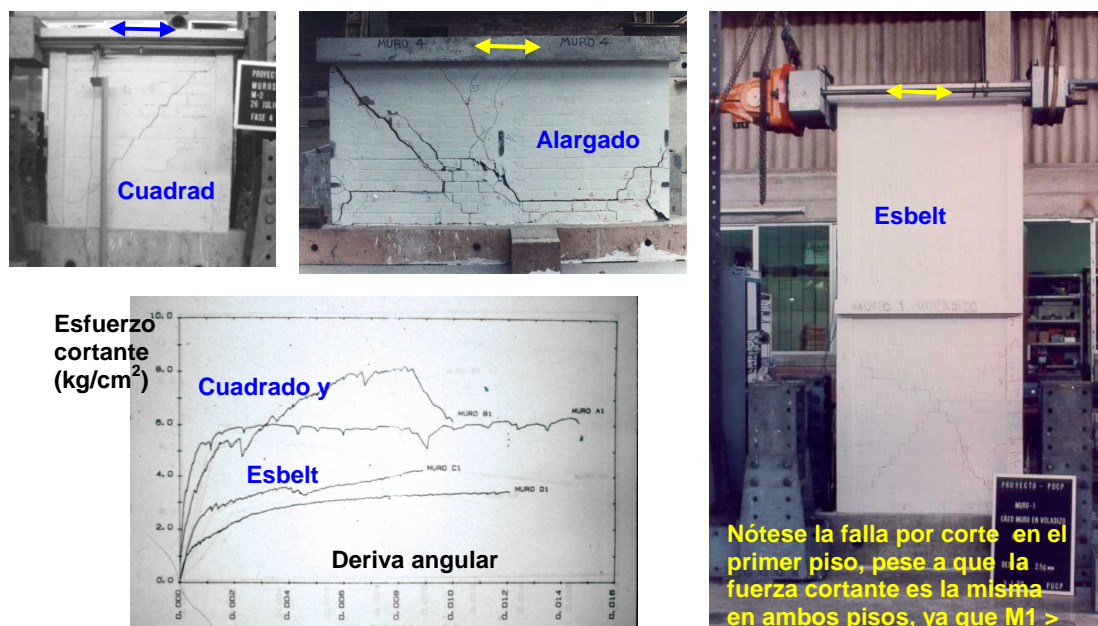 PROYECTO
MUROS
M-2
26 JULIO
FASE 4
Cuadrad
MURO 4
MURO 4
Alargado
Esbelt
MURO 1 VOLADIZO
PROYECTO - PUCP
MURO-1
CASO MURO EN VOLADIZO
PUCP
Nótese la falla por corte en el
primer piso, pese a que la
fuerza cortante es la misma
en ambos pisos, ya que M1 >
Esfuerzo
cortante
(kg/cm²)
10.0
8.0
6.0
4.0
2.0
0.0
Cuadrado y
MURO B1
MURO A1
Esbelt
MURO C1
MURO D1
Deriva angular
0.000
0.002
0.004
0.006
0.008
0.010
0.012
0.014
0.016